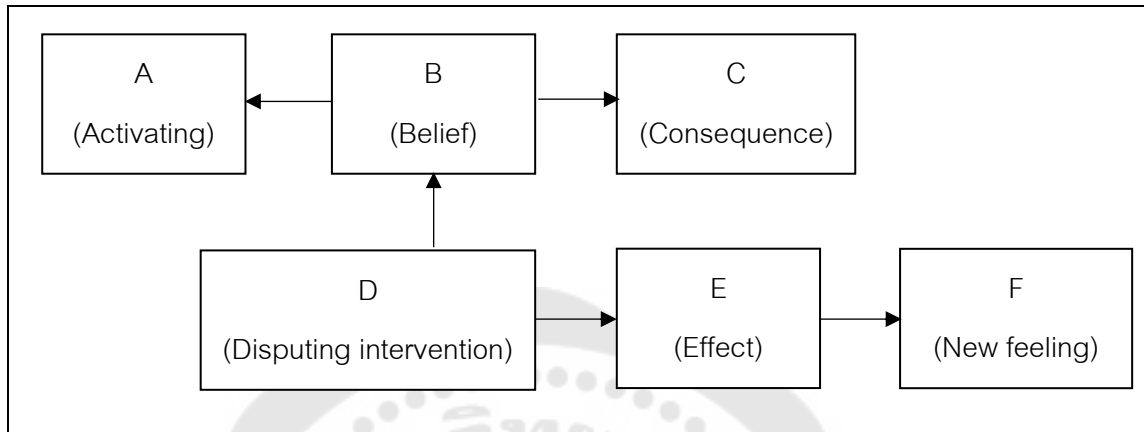 A
(Activating)
B
(Belief)
C
(Consequence)
D
(Disputing intervention)
E
(Effect)
F
(New feeling)